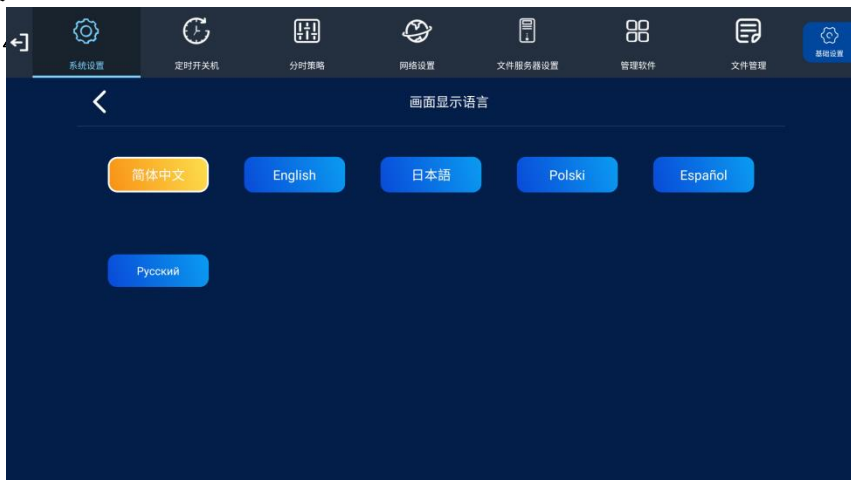 系统设置
定时开关机
分时策略
网络设置
文件服务器设置
管理软件
文件管理
基础设置
画面显示语言
简体中文
English
日本語
Polski
Español
Русский